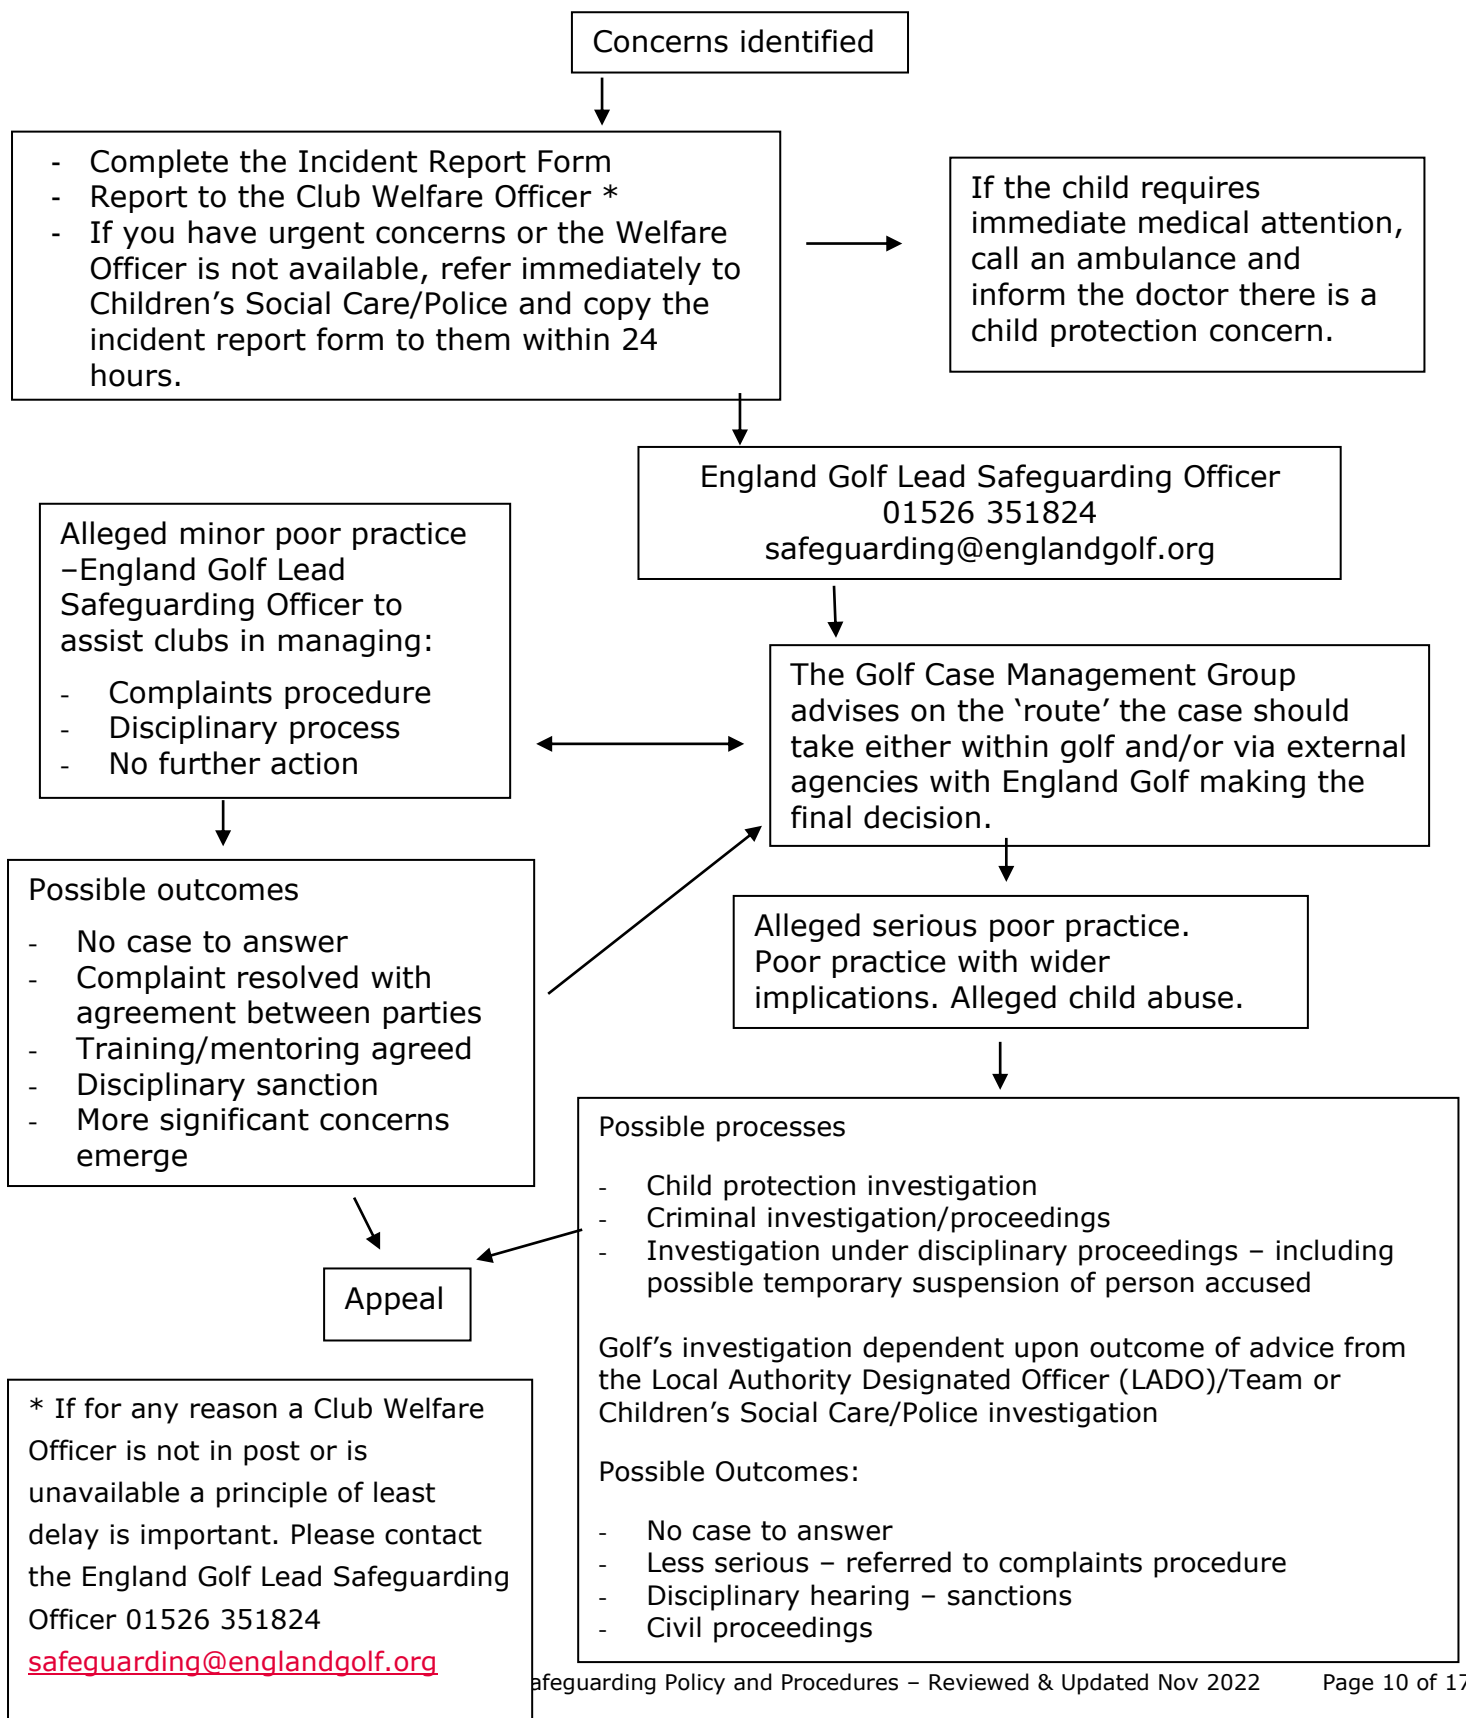 Concerns identified
- Complete the Incident Report Form
- Report to the Club Welfare Officer *
- If you have urgent concerns or the Welfare
Officer is not available, refer immediately to
Children’s Social Care/Police and copy the
incident report form to them within 24
hours.
If the child requires
immediate medical attention,
call an ambulance and
inform the doctor there is a
child protection concern.
England Golf Lead Safeguarding Officer
01526 351824
safeguarding@englandgolf.org
Alleged minor poor practice
–England Golf Lead
Safeguarding Officer to
assist clubs in managing:
- Complaints procedure
- Disciplinary process
- No further action
The Golf Case Management Group
advises on the ‘route’ the case should
take either within golf and/or via external
agencies with England Golf making the
final decision.
Possible outcomes
- No case to answer
- Complaint resolved with
agreement between parties
- Training/mentoring agreed
- Disciplinary sanction
- More significant concerns
emerge
Alleged serious poor practice.
Poor practice with wider
implications. Alleged child abuse.
Possible processes
- Child protection investigation
- Criminal investigation/proceedings
- Investigation under disciplinary proceedings – including
possible temporary suspension of person accused
Golf’s investigation dependent upon outcome of advice from
the Local Authority Designated Officer (LADO)/Team or
Children’s Social Care/Police investigation
Possible Outcomes:
- No case to answer
- Less serious – referred to complaints procedure
- Disciplinary hearing – sanctions
- Civil proceedings
Appeal
* If for any reason a Club Welfare
Officer is not in post or is
unavailable a principle of least
delay is important. Please contact
the England Golf Lead Safeguarding
Officer 01526 351824
safeguarding@englandgolf.org
afeguarding Policy and Procedures – Reviewed & Updated Nov 2022 Page 10 of 17